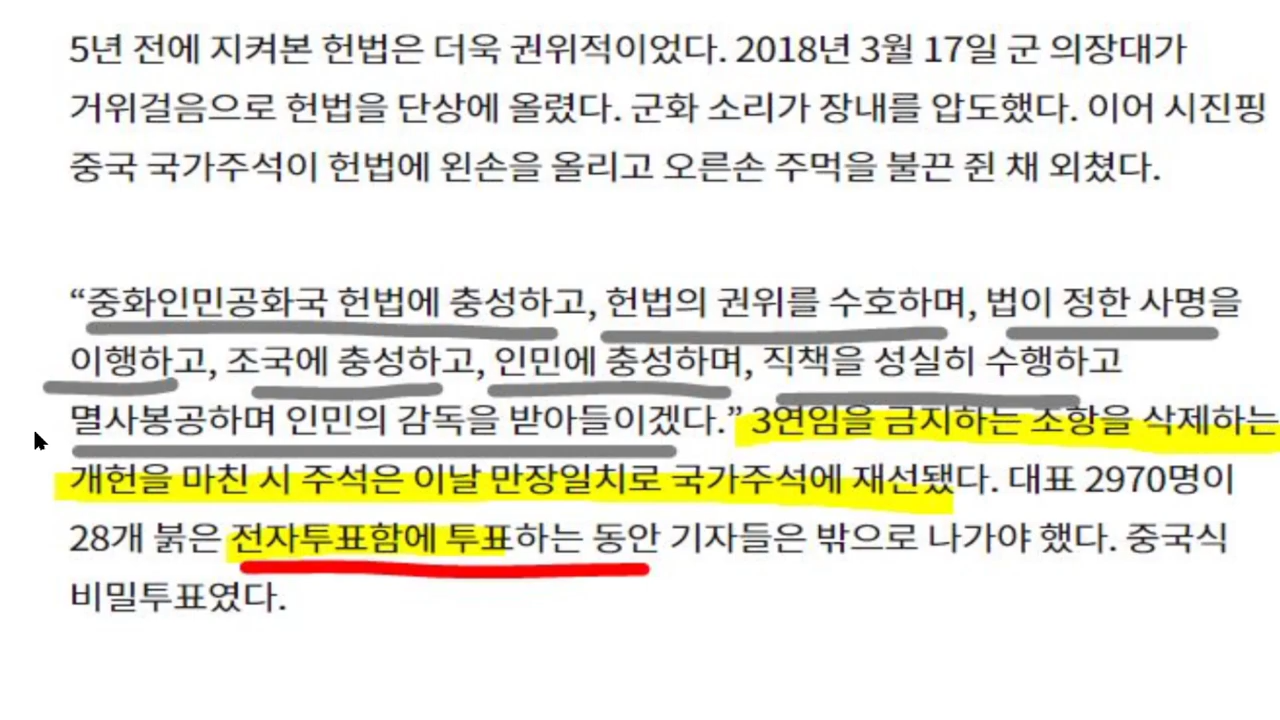 5년 전에 지켜본 헌법은 더욱 권위적이었다. 2018년 3월 17일 군 의장대가
거위걸음으로 헌법을 단상에 올렸다. 군화 소리가 장내를 압도했다. 이어 시진핑
중국 국가주석이 헌법에 왼손을 올리고 오른손 주먹을 불끈 쥔 채 외쳤다.
“중화인민공화국 헌법에 충성하고, 헌법의 권위를 수호하며, 법이 정한 사명을
이행하고, 조국에 충성하고, 인민에 충성하며, 직책을 성실히 수행하고
멸사봉공하며 인민의 감독을 받아들이겠다.” 3연임을 금지하는 조항을 삭제하는
개헌을 마친 시 주석은 이날 만장일치로 국가주석에 재선됐다. 대표 2970명이
28개 붉은 전자투표함에 투표하는 동안 기자들은 밖으로 나가야 했다. 중국식
비밀투표였다.